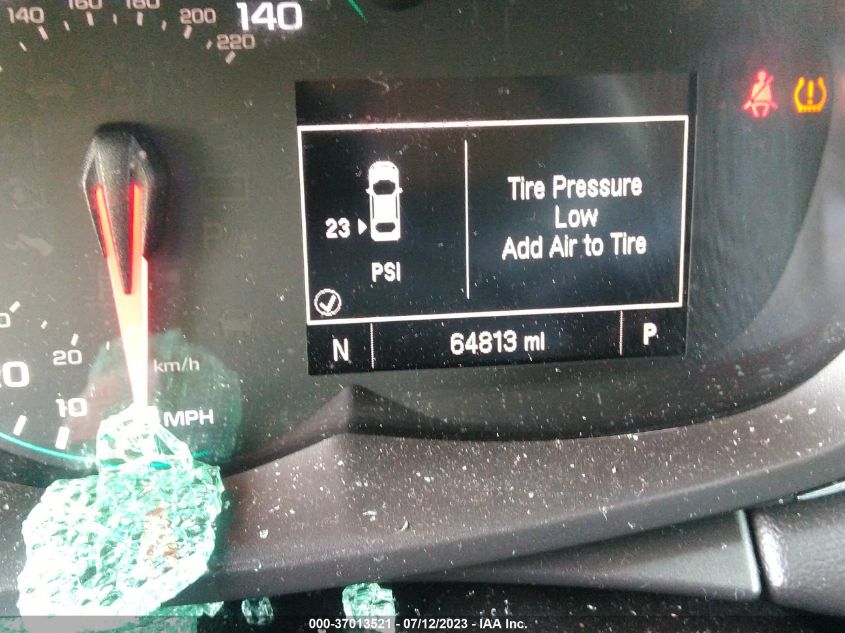 140 160 180 200 140
220
Tire Pressure
Low
23
Add Air to Tire
PSI
N 64813 mi P
20
km/h
10
MPH
000-37013521 - 07/12/2023 - IAA Inc.